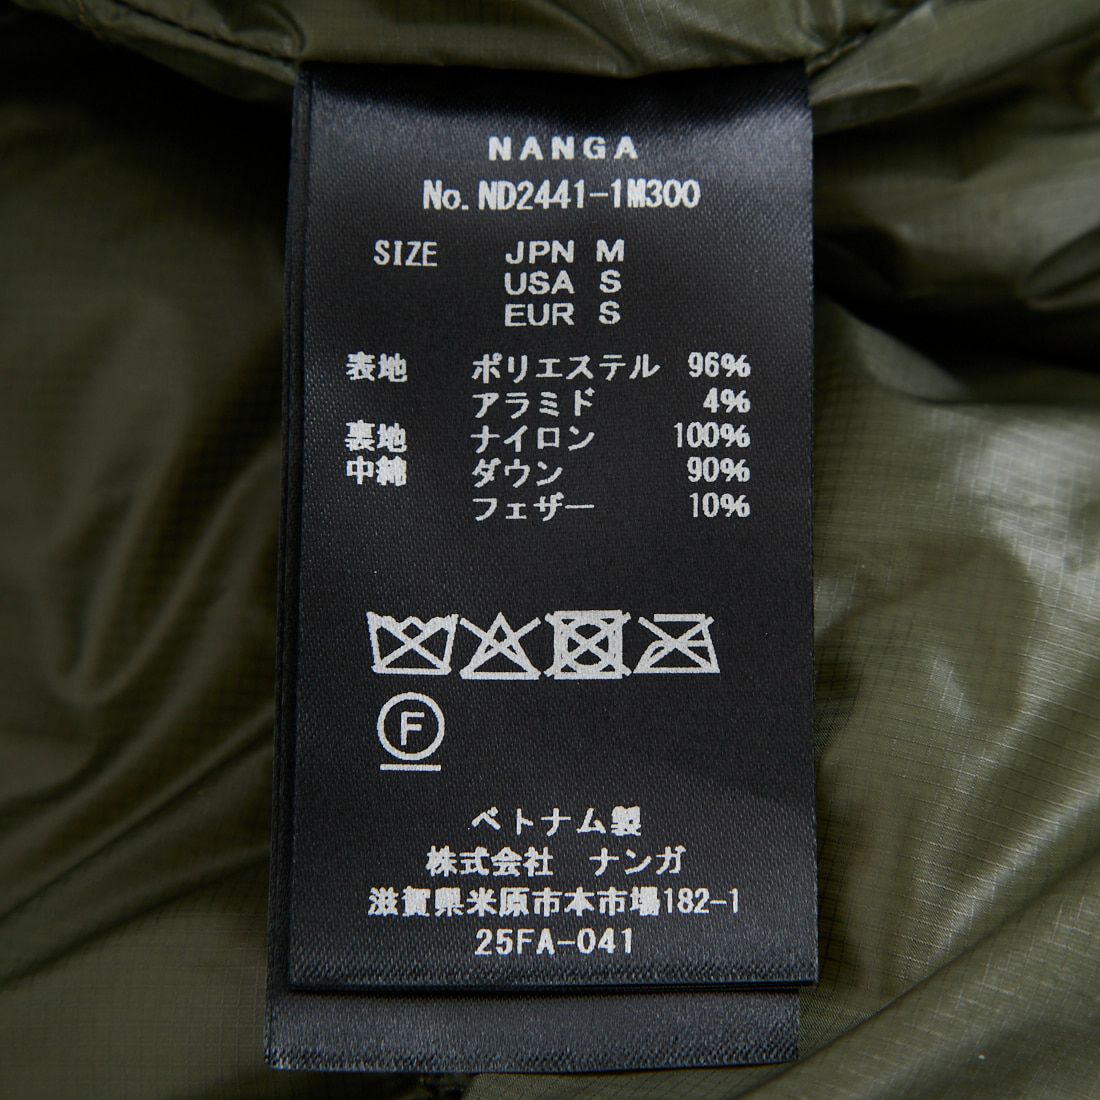 NANGA
No. ND2441-1M300
SIZE JPN M
USA S
EUR S
表地 ポリエステル 96%
アラミド 4%
裏地 ナイロン 100%
中綿 ダウン 90%
フェザー 10%
F
ベトナム製
株式会社 ナンガ
滋賀県米原市本市場182-1
25FA-041